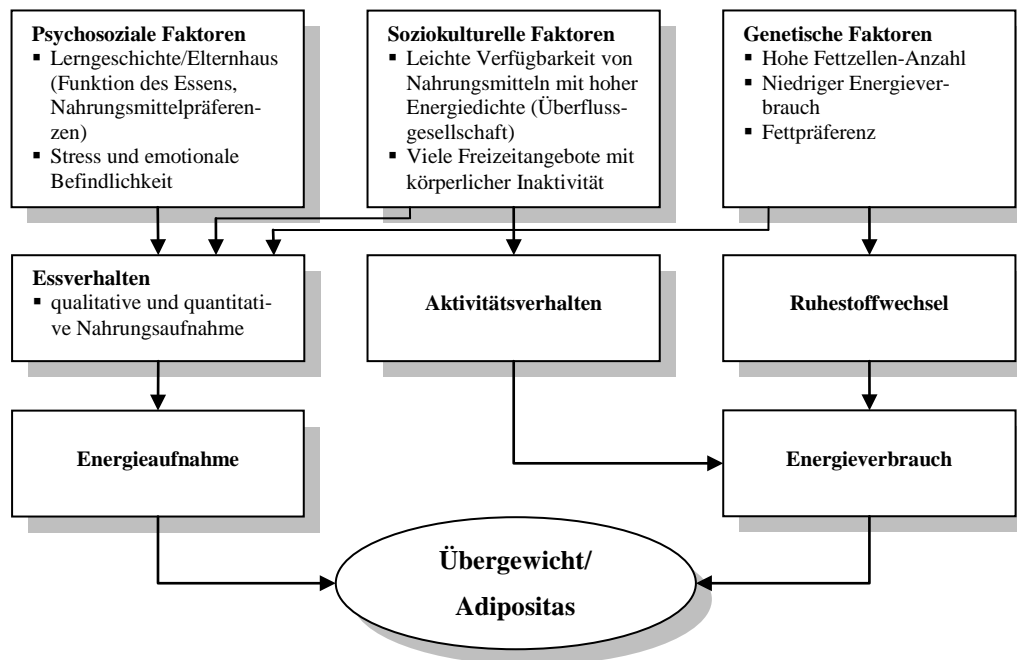 Psychosoziale Faktoren
▪ Lerngeschichte/Elternhaus
(Funktion des Essens,
Nahrungsmittelpräferen-
zen)
▪ Stress und emotionale
Befindlichkeit
Soziokulturelle Faktoren
▪ Leichte Verfügbarkeit von
Nahrungsmitteln mit hoher
Energiedichte (Überfluss-
gesellschaft)
▪ Viele Freizeitangebote mit
körperlicher Inaktivität
Genetische Faktoren
▪ Hohe Fettzellen-Anzahl
▪ Niedriger Energiever-
brauch
▪ Fettpräferenz
Essverhalten
▪ qualitative und quantitati-
ve Nahrungsaufnahme
Aktivitätsverhalten
Ruhestoffwechsel
Energieaufnahme
Energieverbrauch
Übergewicht/
Adipositas